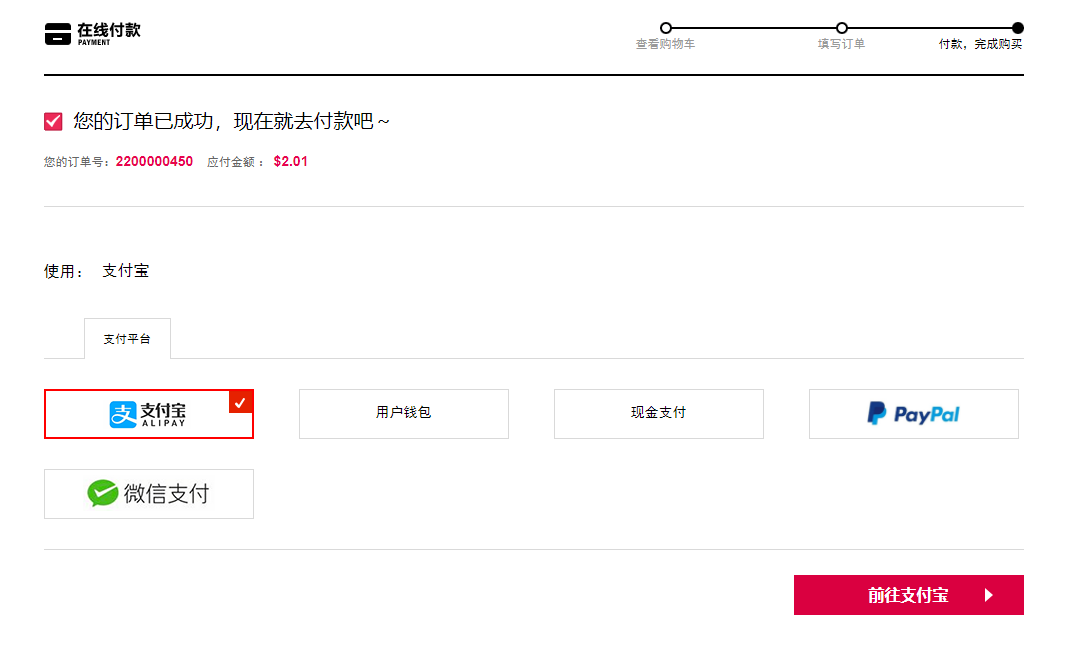 在线付款
PAYMENT
查看购物车
填写订单
付款，完成购买
您的订单已成功，现在就去付款吧～
您的订单号：2200000450 应付金额： $2.01
使用： 支付宝
支付平台
支付宝
ALIPAY
用户钱包
现金支付
PayPal
微信支付
前往支付宝